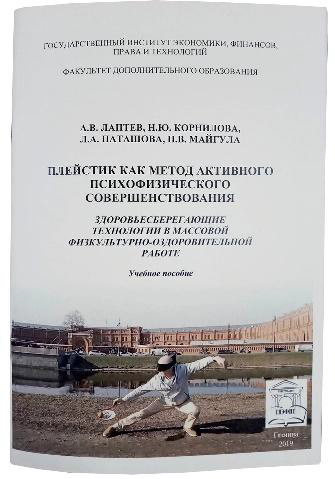 ГОСУДАРСТВЕННЫЙ ИНСТИТУТ ЭКОНОМИКИ, ФИНАНСОВ,
ПРАВА И ТЕХНОЛОГИЙ
ФАКУЛЬТЕТ ДОПОЛНИТЕЛЬНОГО ОБРАЗОВАНИЯ
А.В. ЛАПТЕВ, Н.Ю. КОРНИЛОВА,
Л.А. ПАТАШОВА, П.В. МАЙГУЛА
ПЛЕЙСТИК КАК МЕТОД АКТИВНОГО
ПСИХОФИЗИЧЕСКОГО
СОВЕРШЕНСТВОВАНИЯ
ЗДОРОВЬЕСБЕРЕГАЮЩИЕ
ТЕХНОЛОГИИ В МАССОВОЙ
ФИЗКУЛЬТУРНО-ОЗДОРОВИТЕЛЬНОЙ
РАБОТЕ
Учебное пособие
Гатчина
2019